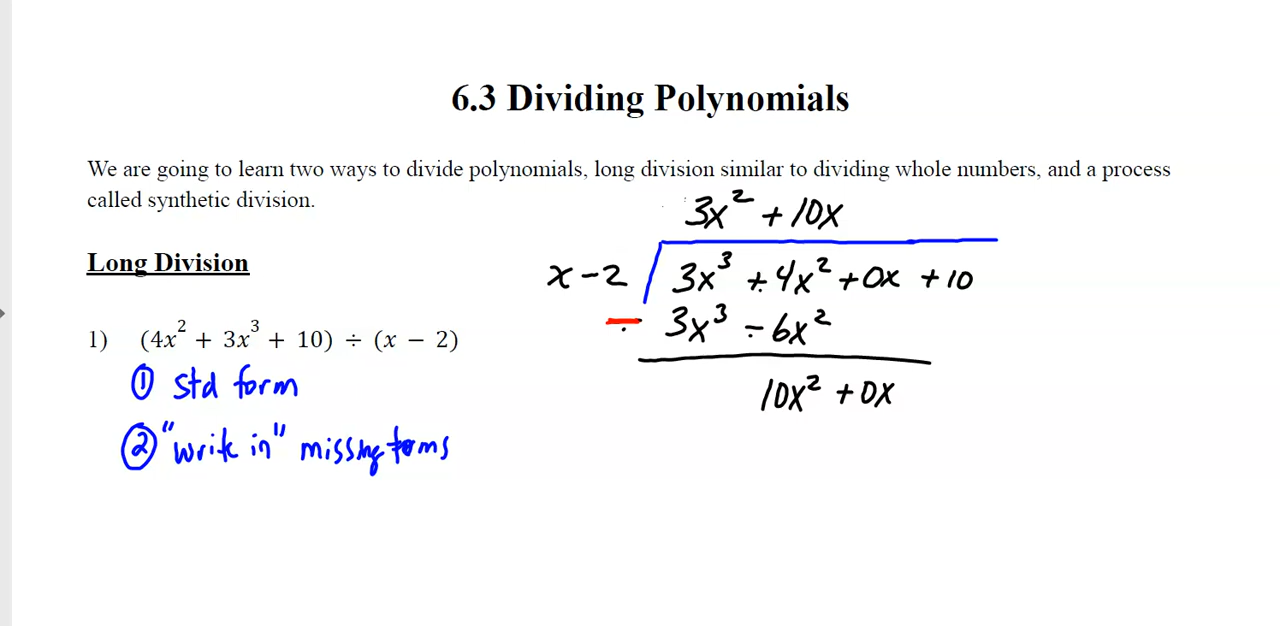 6.3 Dividing Polynomials
We are going to learn two ways to divide polynomials, long division similar to dividing whole numbers, and a process
called synthetic division.
3x² + 10x
Long Division
x - 2 3x³ + 4x² + 0x + 10
- 3x³ - 6x²
10x² + 0x
1) (4x² + 3x³ + 10) ÷ (x − 2)
① std form
② "write in" missing terms